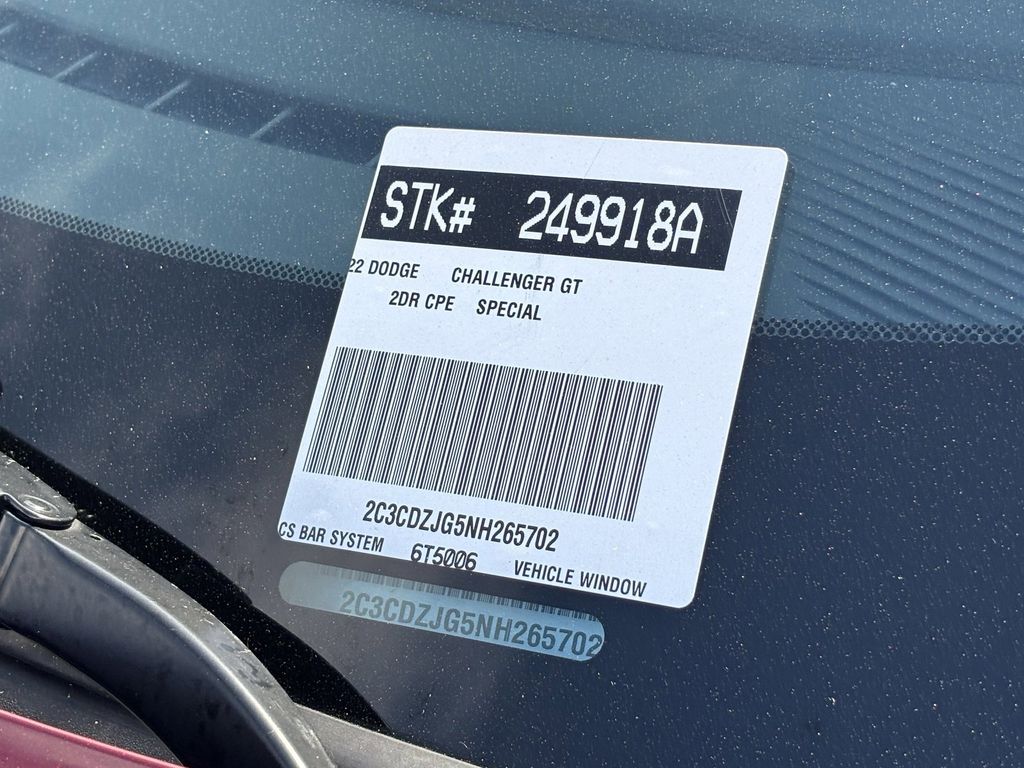 STK# 249918A
22 DODGE CHALLENGER GT
2DR CPE SPECIAL
2C3CDZJG5NH265702
CS BAR SYSTEM 6T5006 VEHICLE WINDOW
2C3CDZJG5NH265702